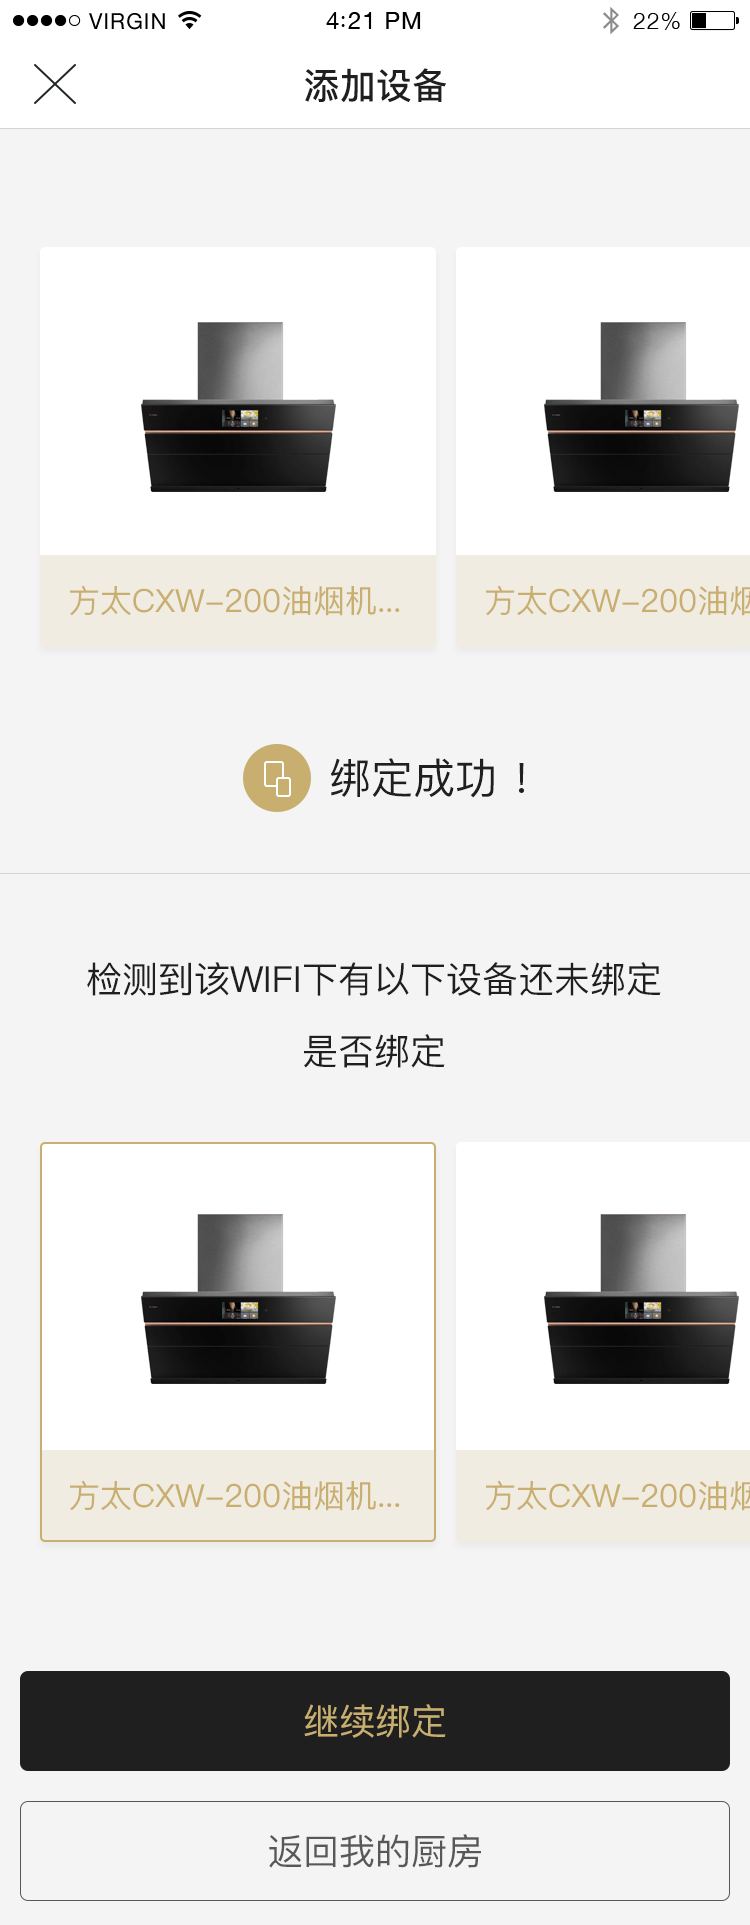 VIRGIN 4:21 PM 22%
添加设备
方太CXW-200油烟机... 方太CXW-200油烟
绑定成功！
检测到该WIFI下有以下设备还未绑定
是否绑定
方太CXW-200油烟机... 方太CXW-200油烟
继续绑定
返回我的厨房